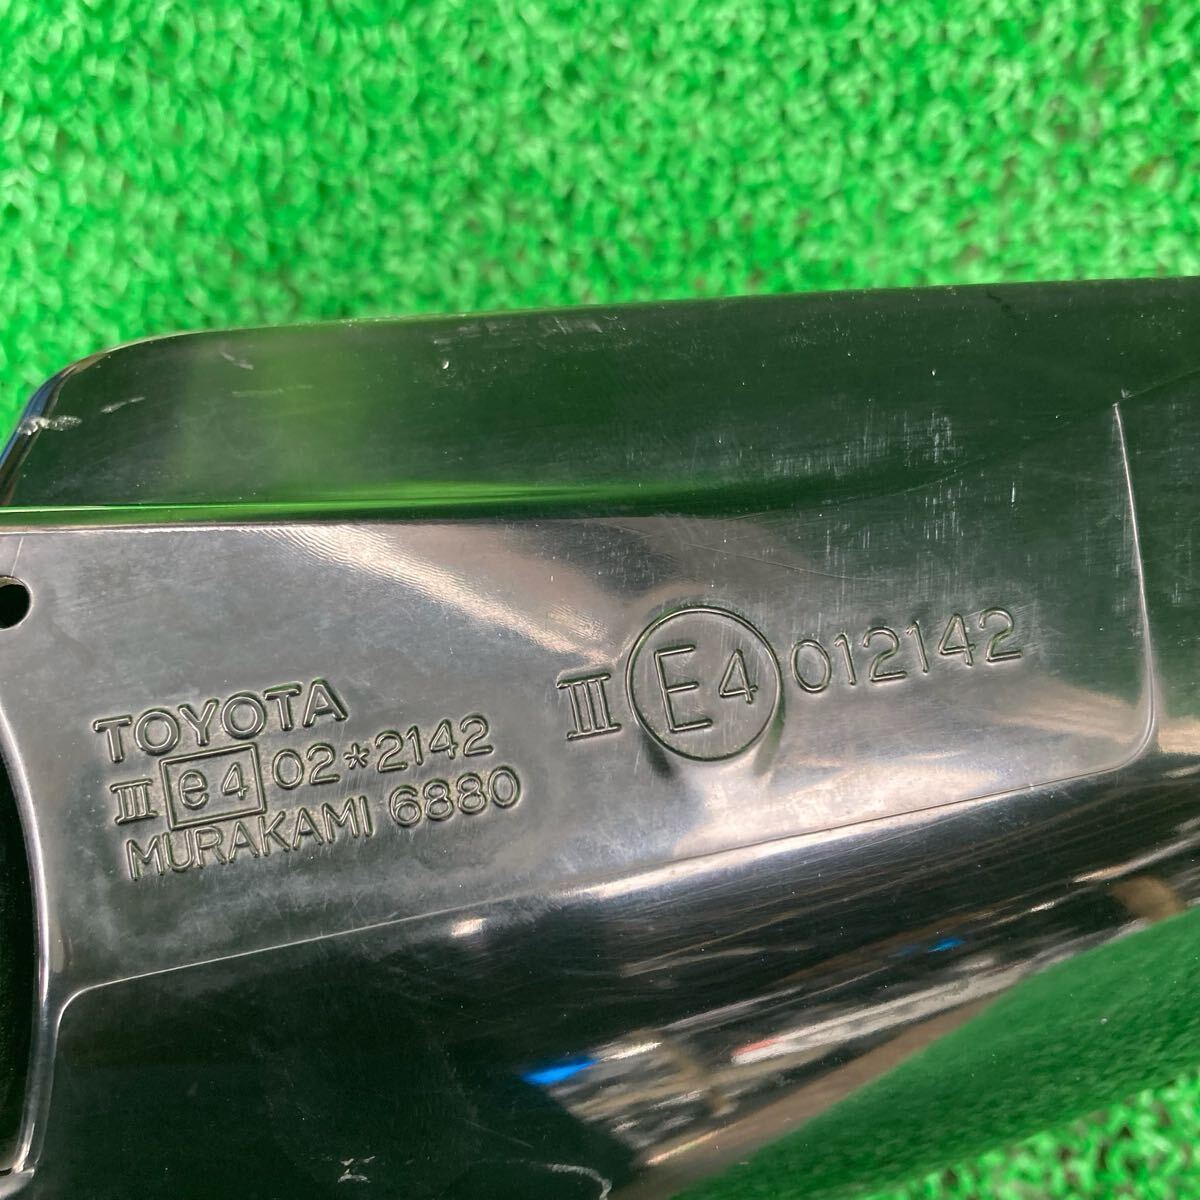 TOYOTA
III e4 02*2142
MURAKAMI 6880
III E4 012142